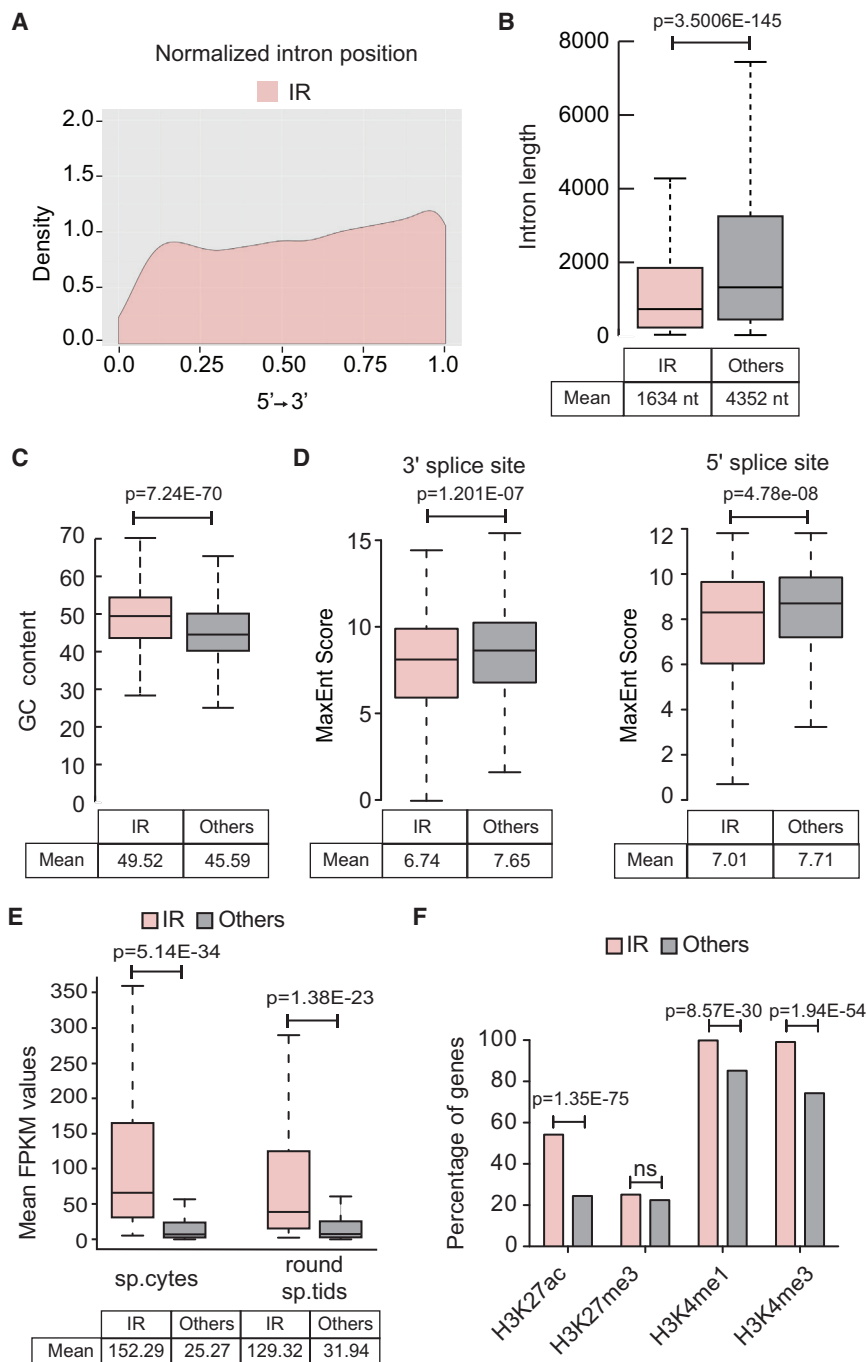 A
Normalized intron position
IR
Density
2.0
1.5
1.0
0.5
0.0
0.0 0.25 0.50 0.75 1.0
5'→3'
B
p=3.5006E-145
Intron length
8000
6000
4000
2000
0
IR Others
Mean 1634 nt 4352 nt
C
p=7.24E-70
GC content
70
60
50
40
30
20
10
0
IR Others
Mean 49.52 45.59
D
3' splice site
p=1.201E-07
MaxEnt Score
15
10
5
0
IR Others
Mean 6.74 7.65
5' splice site
p=4.78e-08
MaxEnt Score
12
10
8
6
4
2
0
IR Others
Mean 7.01 7.71
E
IR Others
p=5.14E-34
p=1.38E-23
Mean FPKM values
350
300
250
200
150
100
50
0
sp.cytes
round
sp.tids
IR Others IR Others
Mean 152.29 25.27 129.32 31.94
F
IR Others
p=8.57E-30 p=1.94E-54
p=1.35E-75
ns
Percentage of genes
100
80
60
40
20
0
H3K27ac
H3K27me3
H3K4me1
H3K4me3